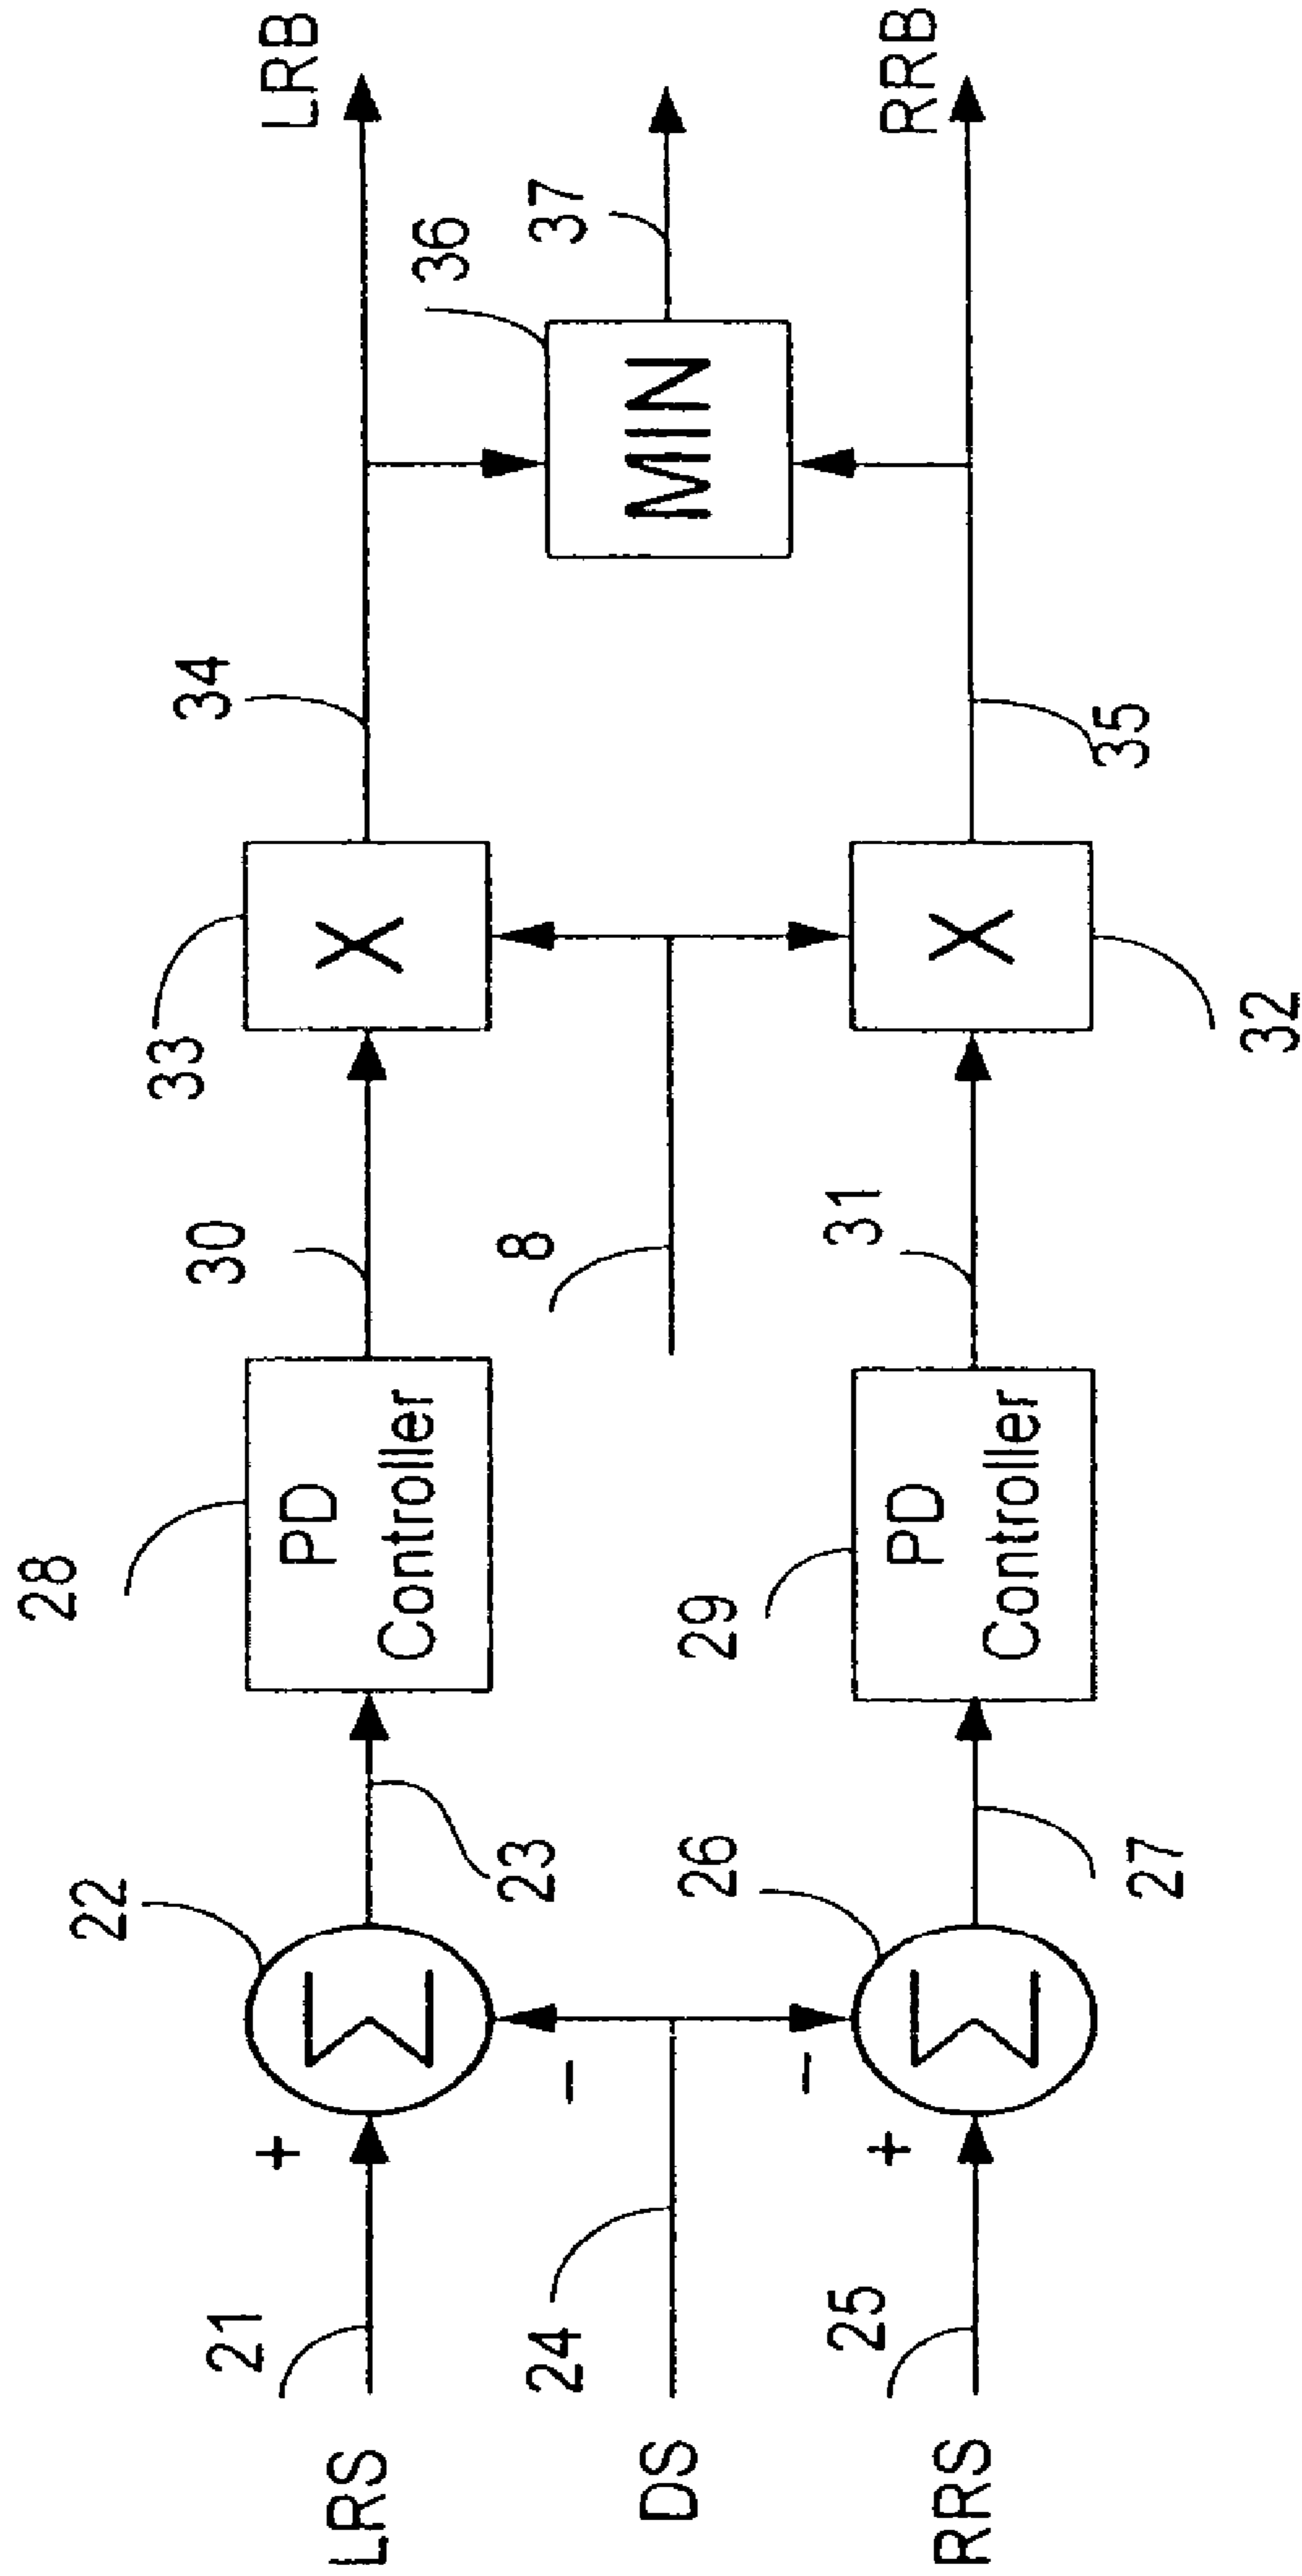 LRS
21
+
22
Σ
23
28
PD
Controller
30
33
X
34
LRB
DS
24
−
−
8
36
MIN
37
RRS
25
+
26
Σ
27
29
PD
Controller
31
32
X
35
RRB